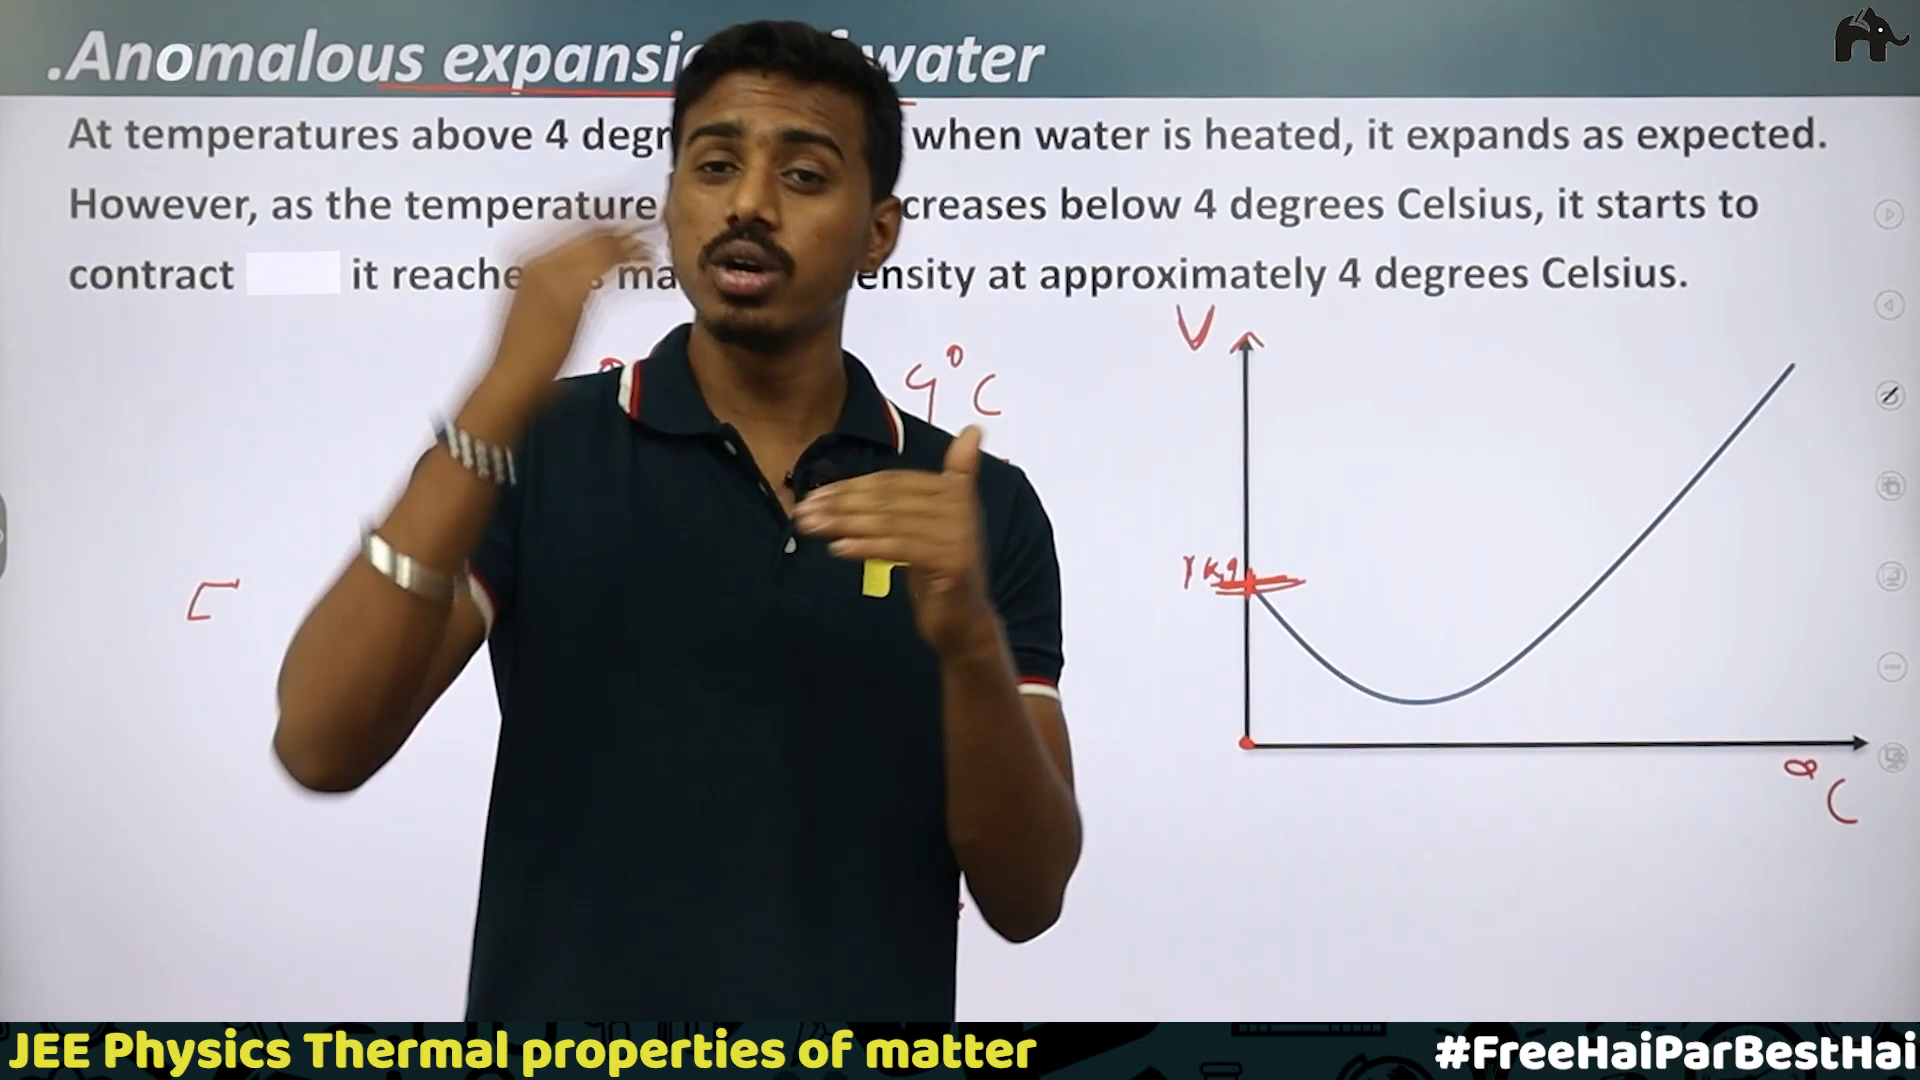 .Anomalous expansi water
At temperatures above 4 degr when water is heated, it expands as expected.
However, as the temperature creases below 4 degrees Celsius, it starts to
contract it reache ma ensity at approximately 4 degrees Celsius.
V
4°C
1 kg
°C
JEE Physics Thermal properties of matter
#FreeHaiParBestHai